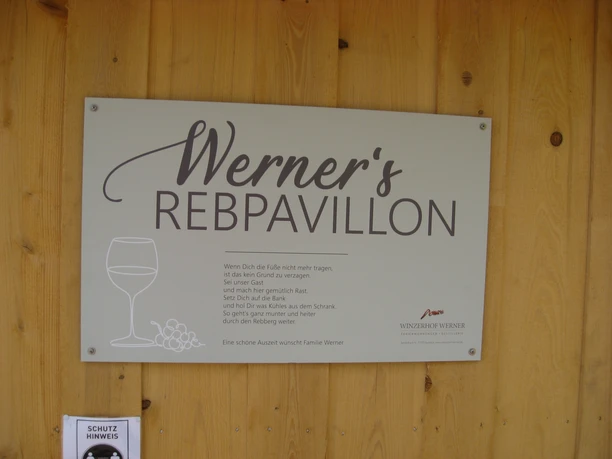 Werner's
REBPAVILLON
Wenn Dich die Füße nicht mehr tragen,
ist das kein Grund zu verzagen.
Sei unser Gast
und mach hier gemütlich Rast.
Setz Dich auf die Bank
und hol Dir was Kühles aus dem Schrank.
So geht's ganz munter und heiter
durch den Rebberg weiter.
Eine schöne Auszeit wünscht Familie Werner
WINZERHOF WERNER
SCHUTZ
HINWEIS